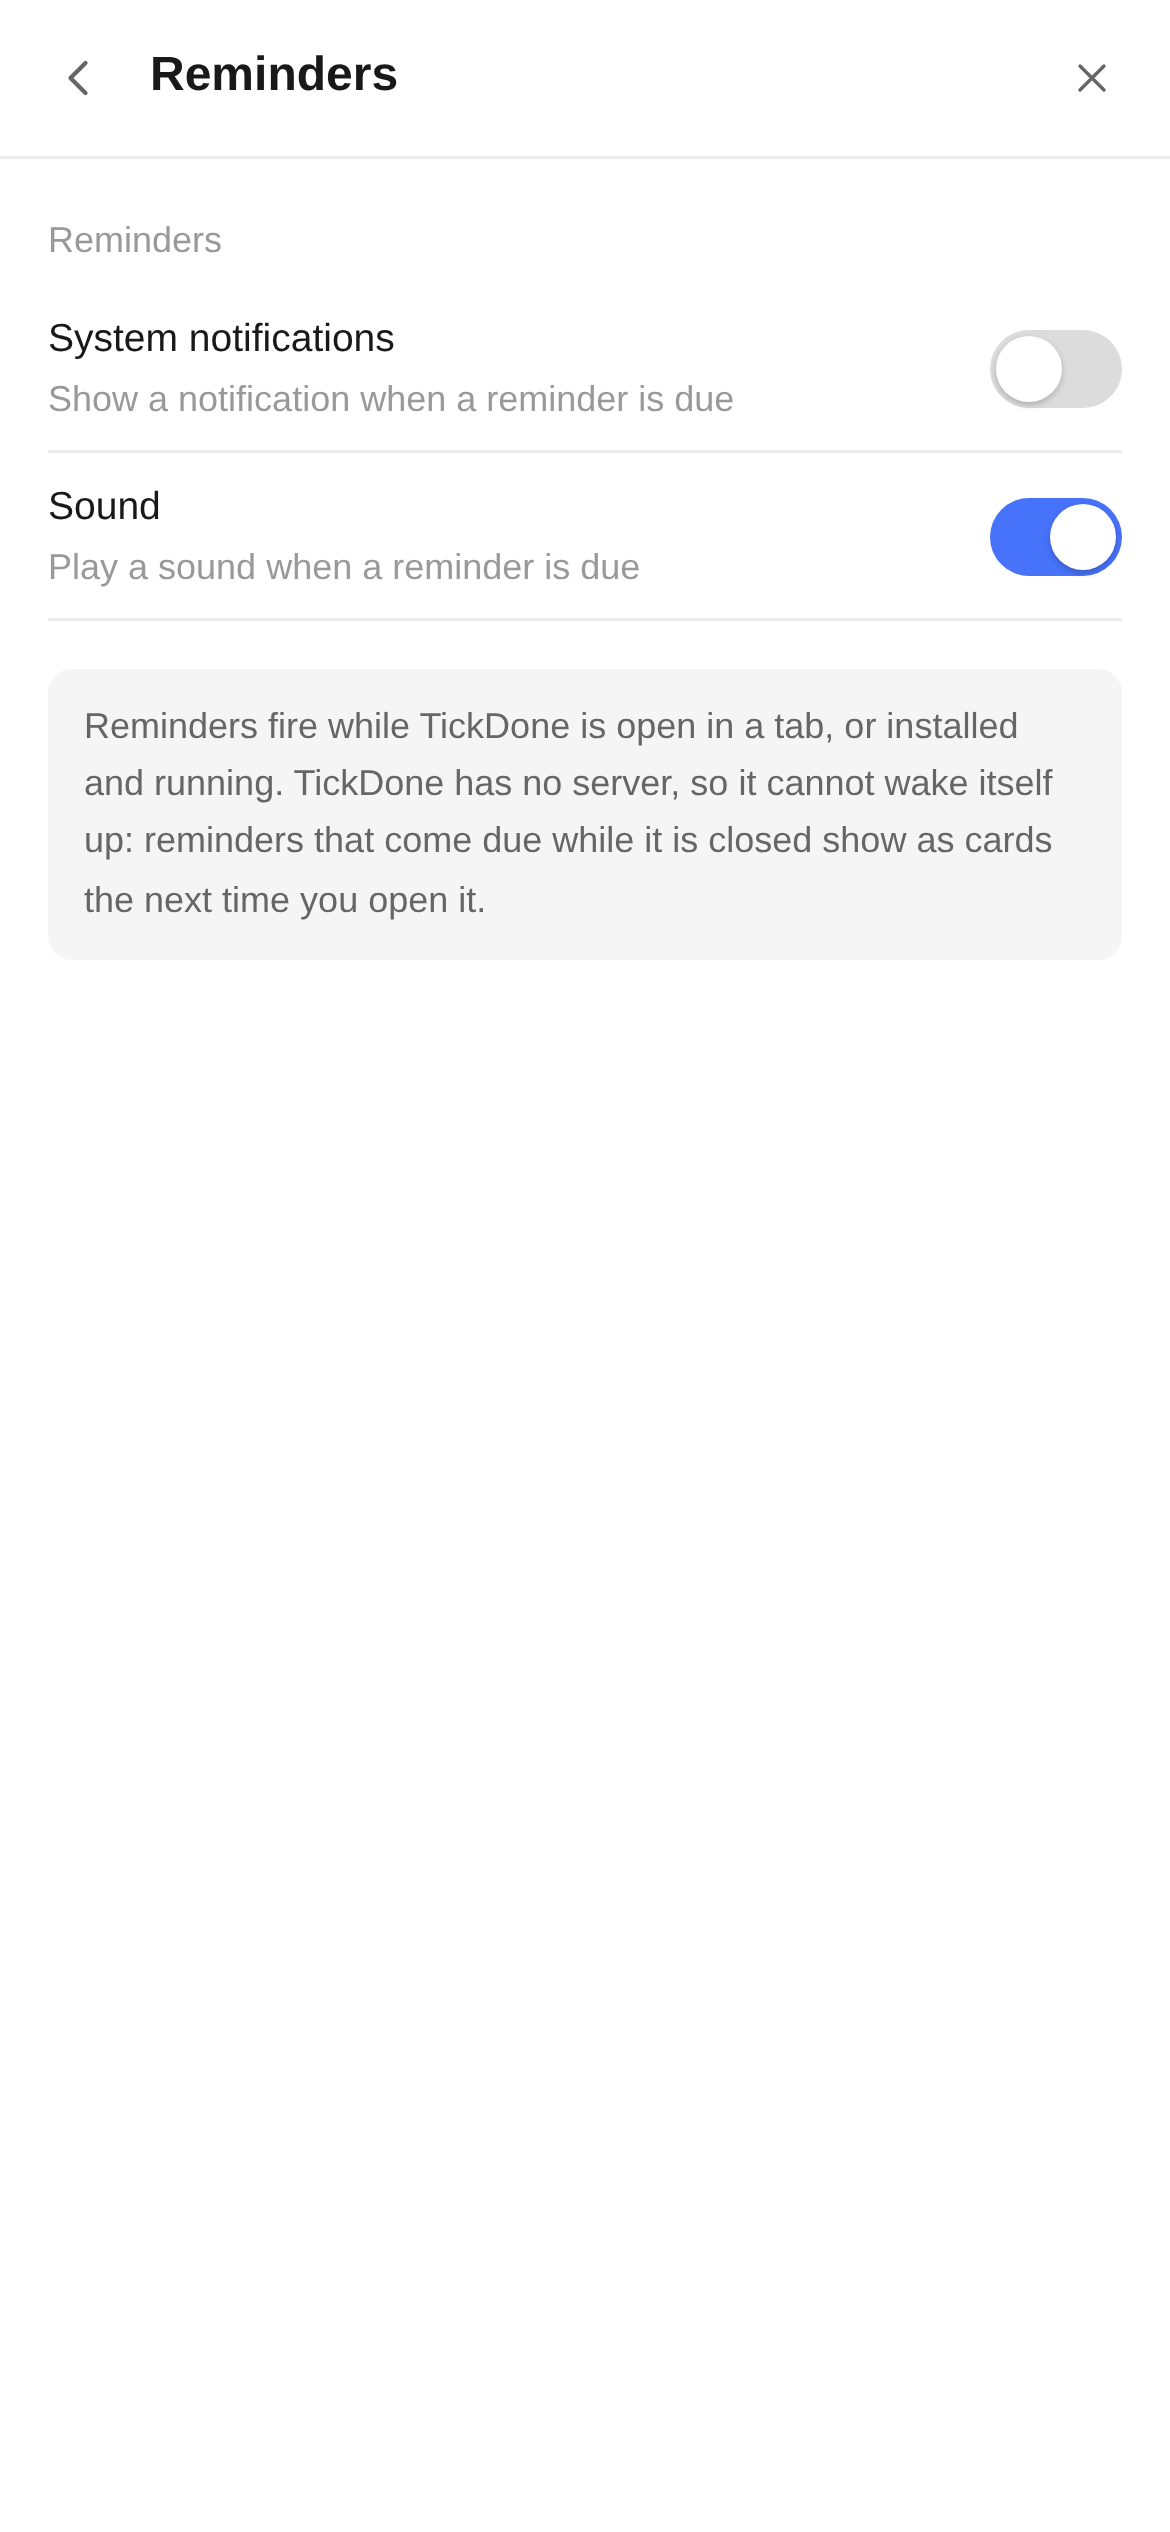 Reminders
Reminders
System notifications
Show a notification when a reminder is due
Sound
Play a sound when a reminder is due
Reminders fire while TickDone is open in a tab, or installed
and running. TickDone has no server, so it cannot wake itself
up: reminders that come due while it is closed show as cards
the next time you open it.